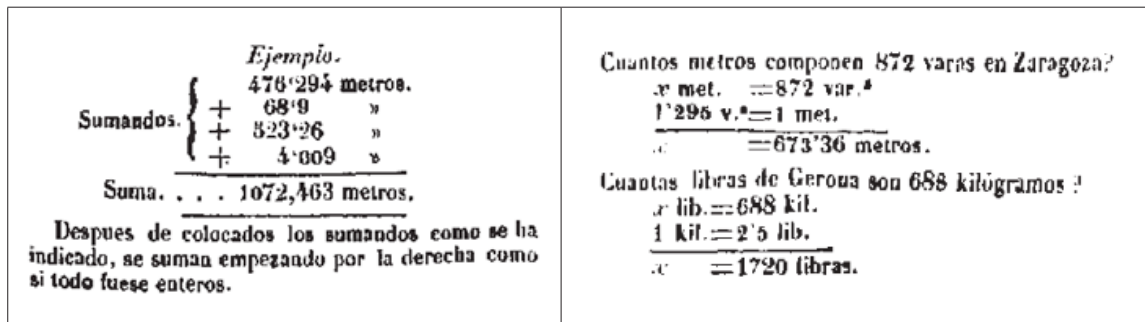 Ejemplo.
476'294 metros.
+ 68'9 »
Sumandos.
+ 523'26 »
+ 4'009 »
Suma. . . . 1072,463 metros.
Despues de colocados los sumandos como se ha
indicado, se suman empezando por la derecha como
si todo fuese enteros.
Cuantos metros componen 872 varas en Zaragoza?
x met. =872 var.ˢ
1'295 v.ˢ=1 met.
x =673'36 metros.
Cuantas libras de Gerona son 688 kilógramos?
x lib.=688 kil.
1 kil.=2'5 lib.
x =1720 libras.